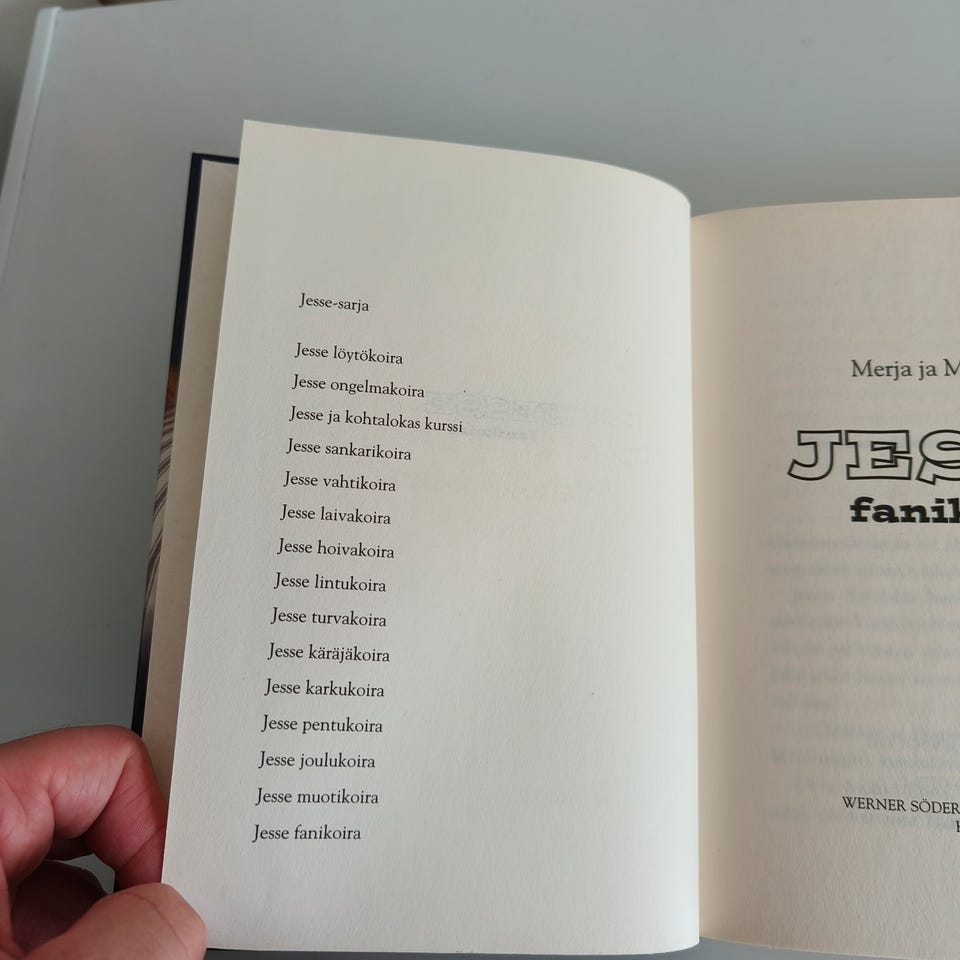 Jesse-sarja
Jesse löytökoira
Jesse ongelmakoira
Jesse ja kohtalokas kurssi
Jesse sankarikoira
Jesse vahtikoira
Jesse laivakoira
Jesse hoivakoira
Jesse lintukoira
Jesse turvakoira
Jesse käräjäkoira
Jesse karkukoira
Jesse pentukoira
Jesse joulukoira
Jesse muotikoira
Jesse fanikoira
Merja ja M
JES
fanik
WERNER SÖDER